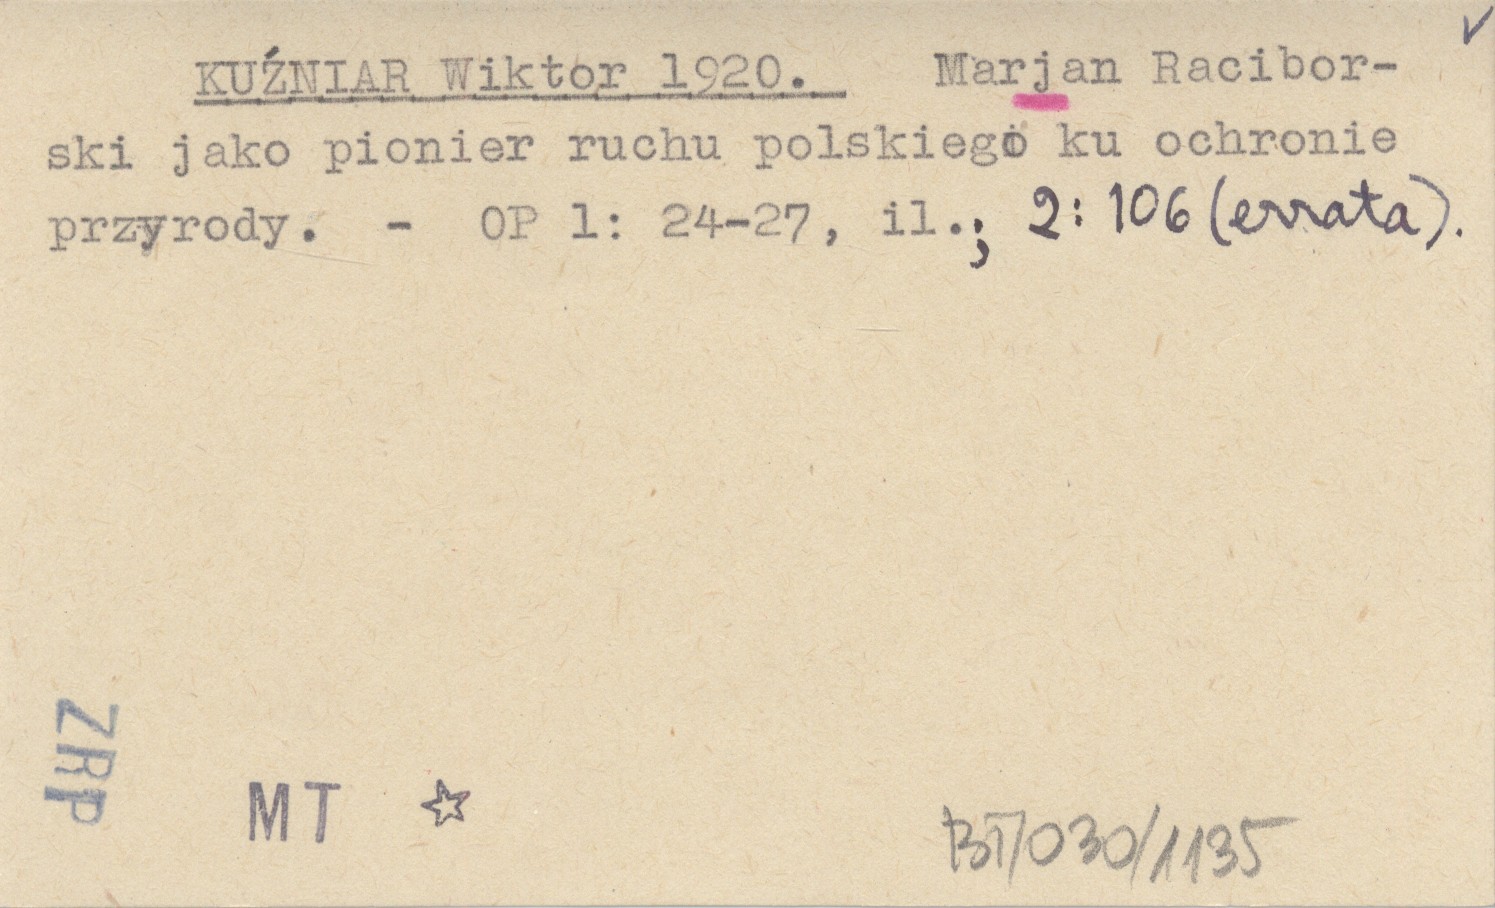 KUŹNIAR Wiktor 1920. Marjan Racibor-
ski jako pionier ruchu polskiego ku ochronie
przyrody. - OP 1: 24-27, il.; 2: 106 (errata).
ZRP
MT ☆
BT/030/1135